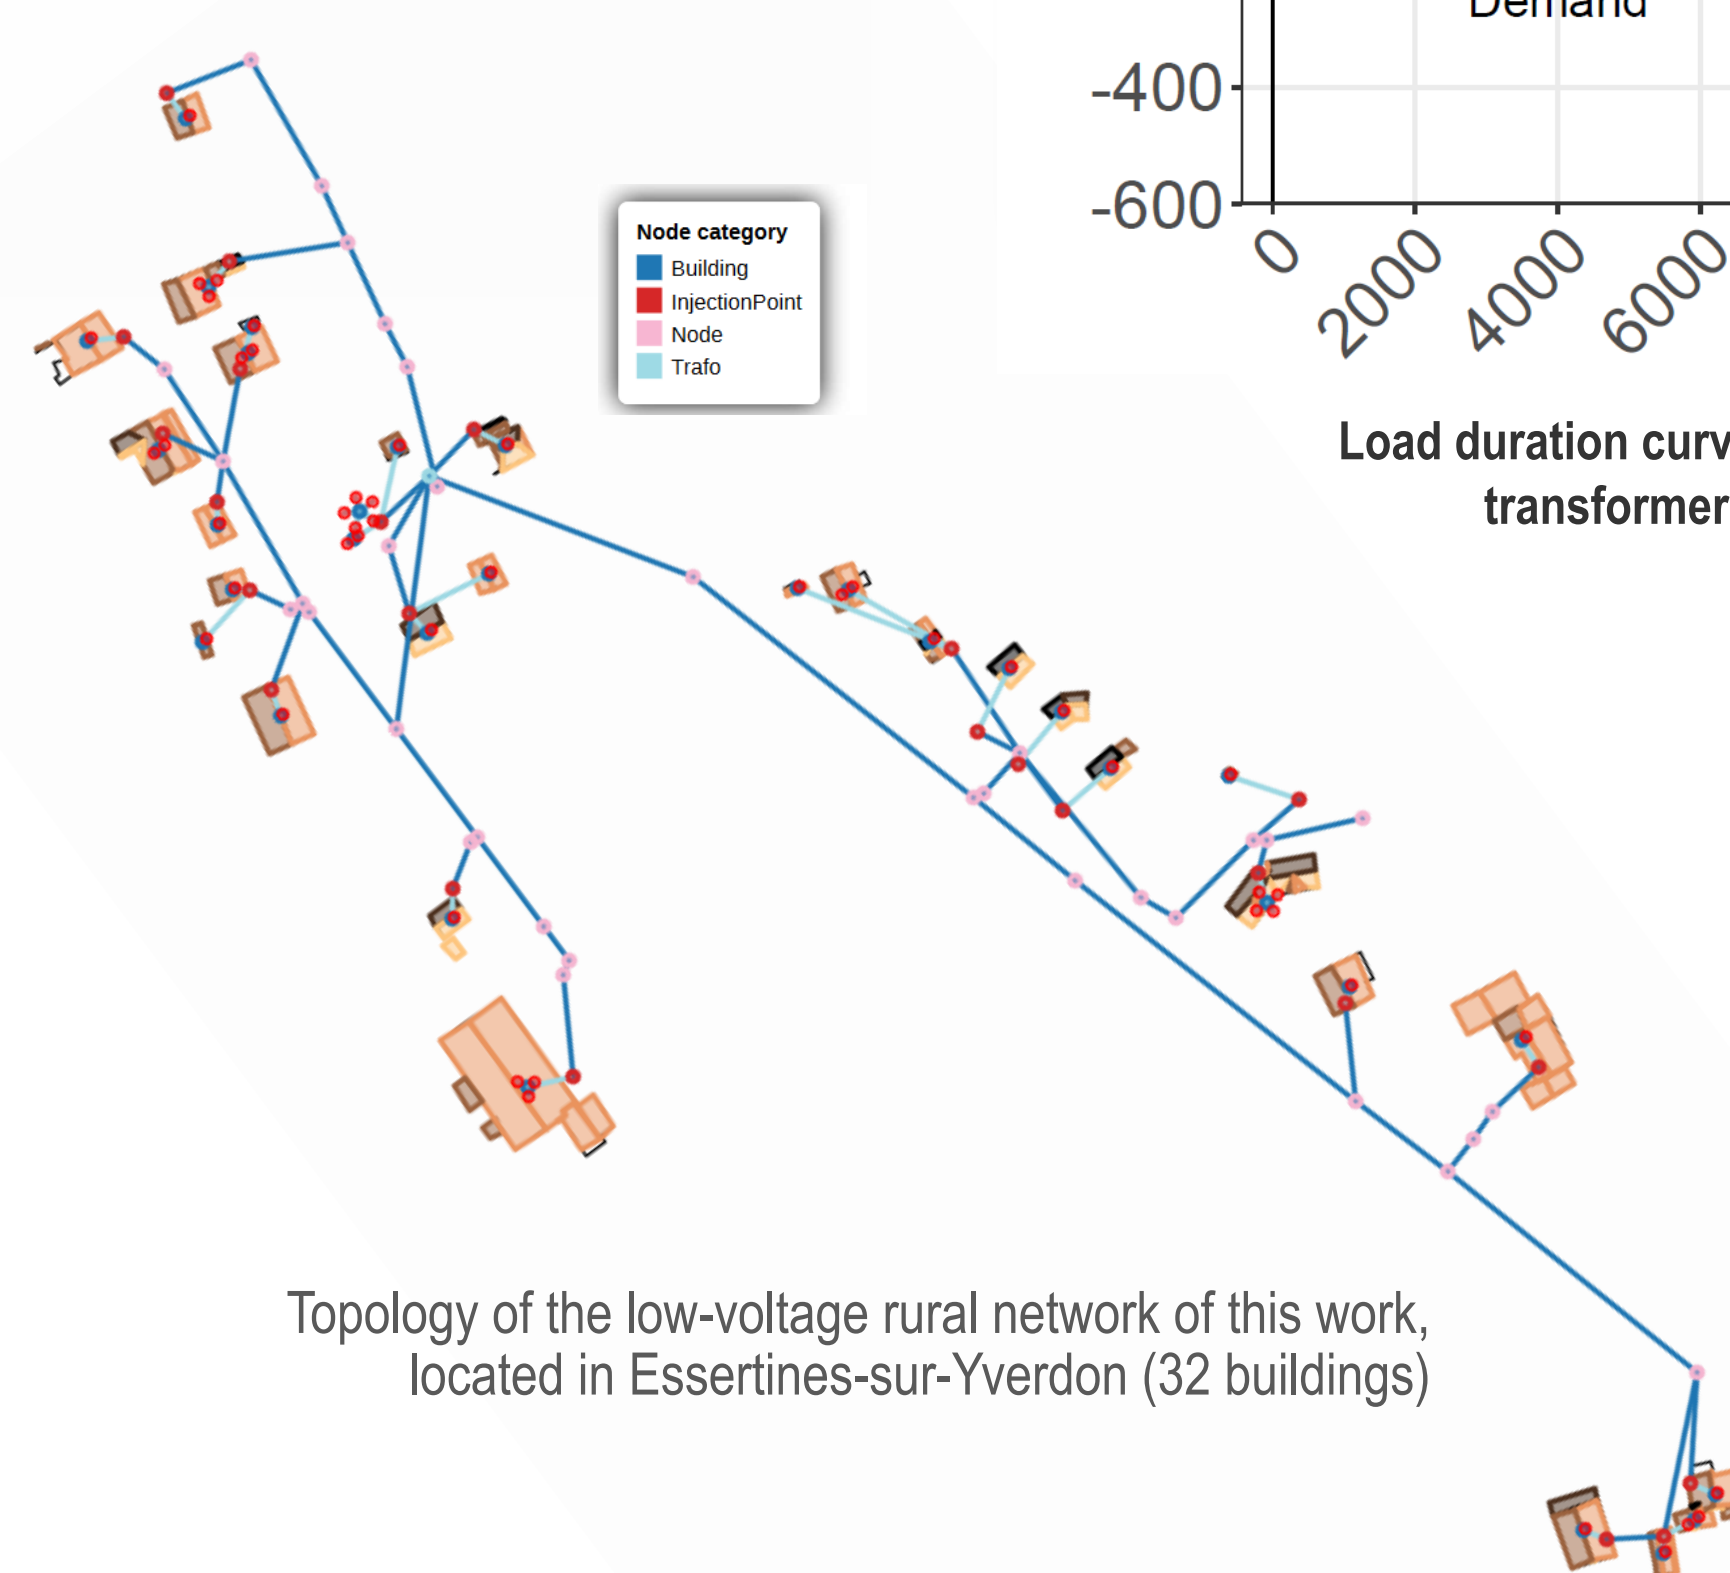 Demand
-400
-600
0
2000
4000
6000
Node category
Building
InjectionPoint
Node
Trafo
Load duration curv
transformer
Topology of the low-voltage rural network of this work,
located in Essertines-sur-Yverdon (32 buildings)